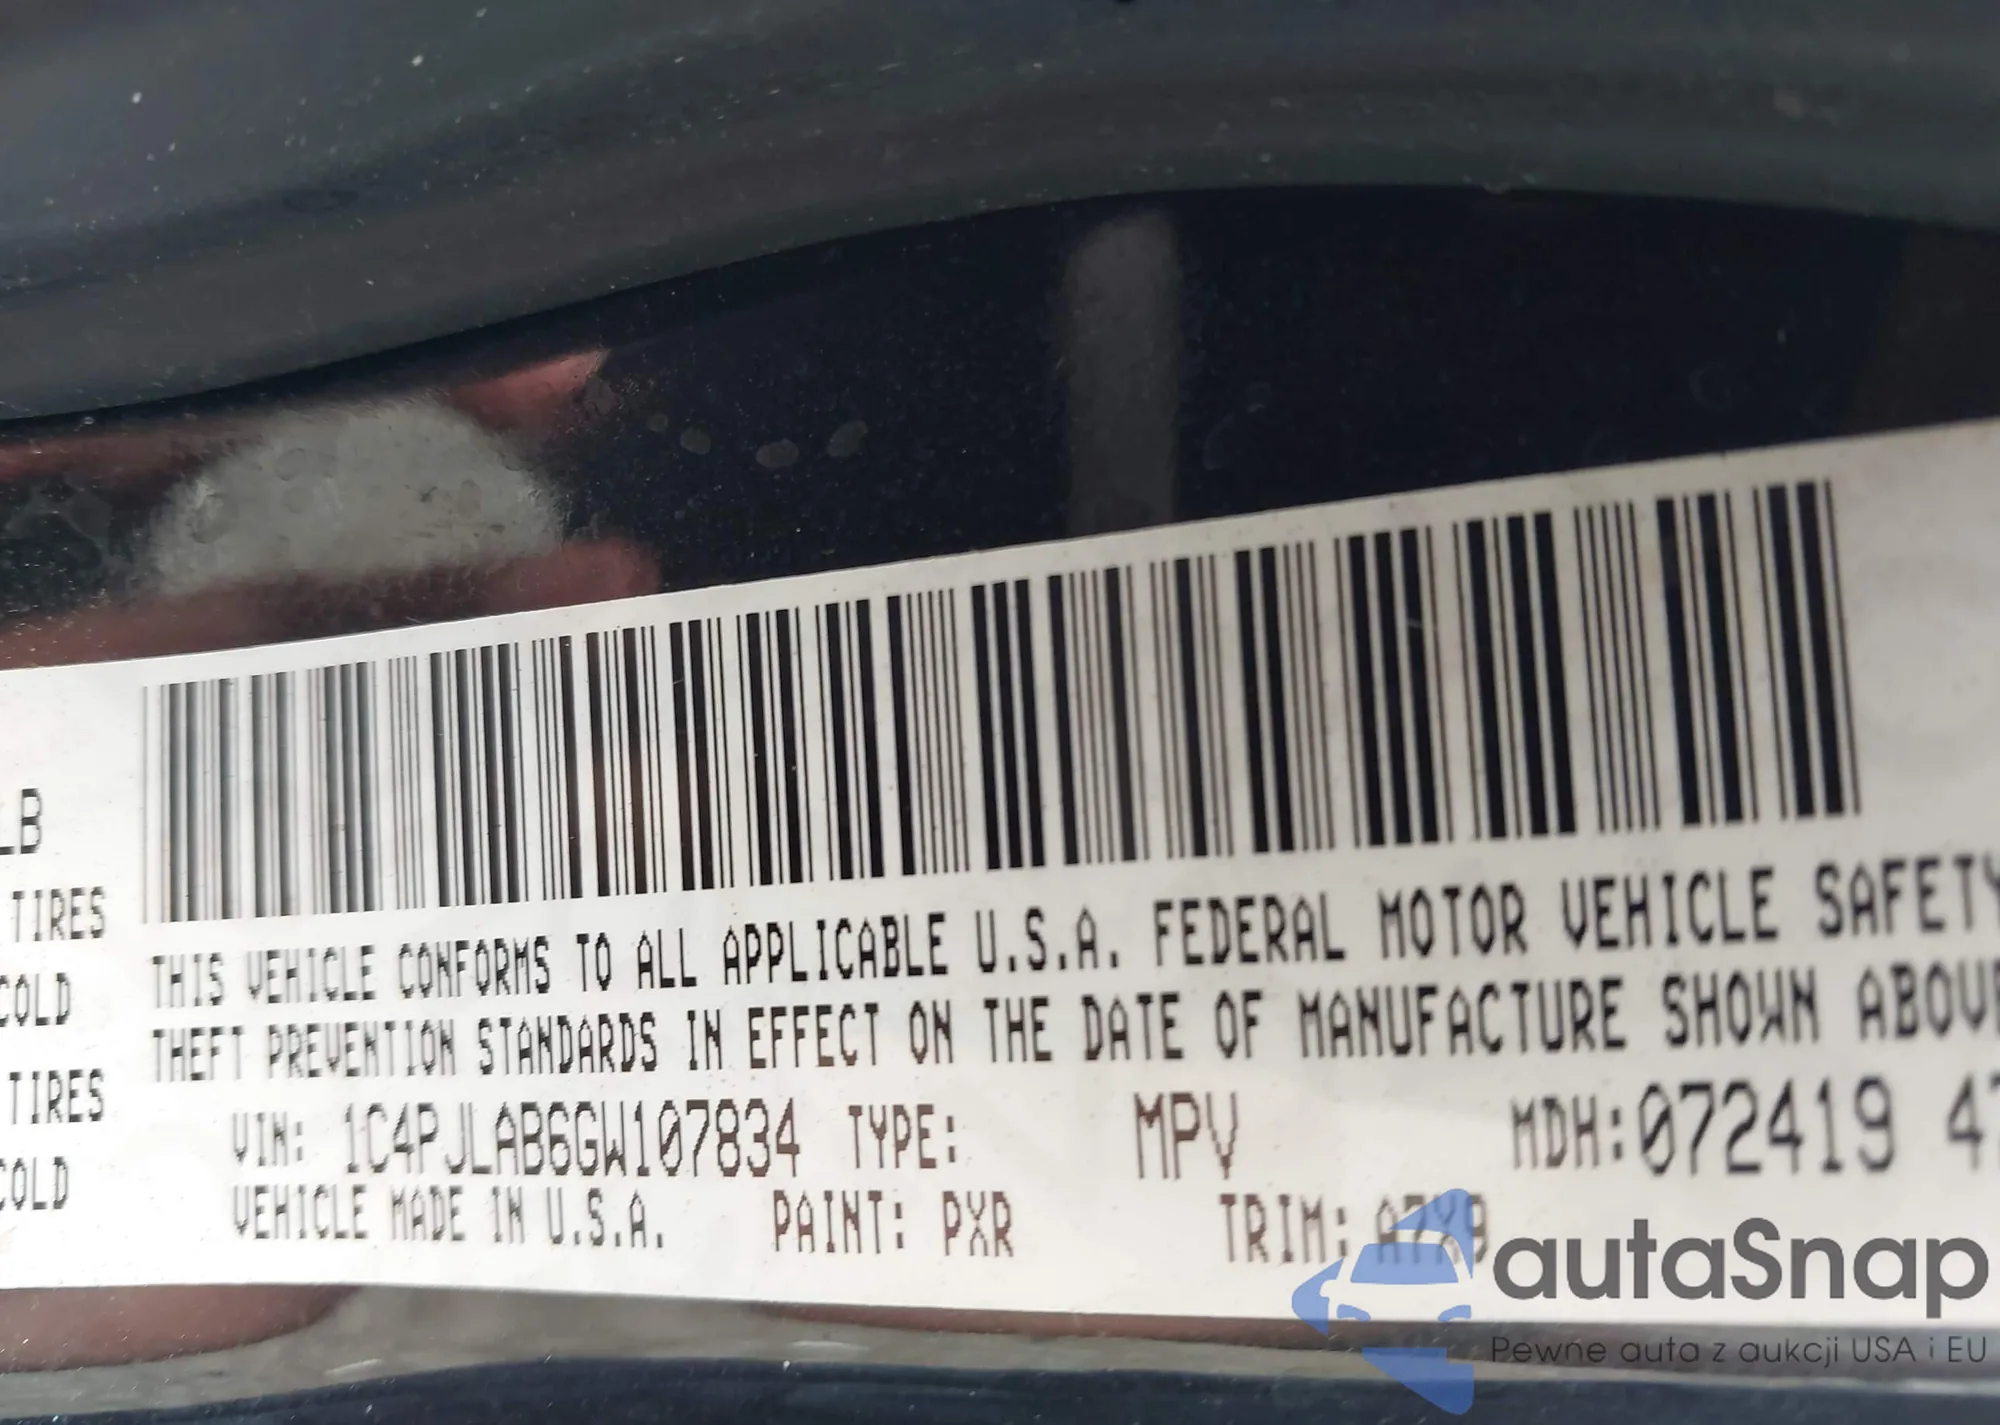 LB
TIRES
COLD
TIRES
COLD
THIS VEHICLE CONFORMS TO ALL APPLICABLE U.S.A. FEDERAL MOTOR VEHICLE SAFETY
THEFT PREVENTION STANDARDS IN EFFECT ON THE DATE OF MANUFACTURE SHOWN ABOVE
VIN: 1C4PJLAB6GW107834 TYPE: MPV MDH:072419 47
VEHICLE MADE IN U.S.A. PAINT: PXR TRIM: A7X9
autaSnap
Pewne auta z aukcji USA i EU